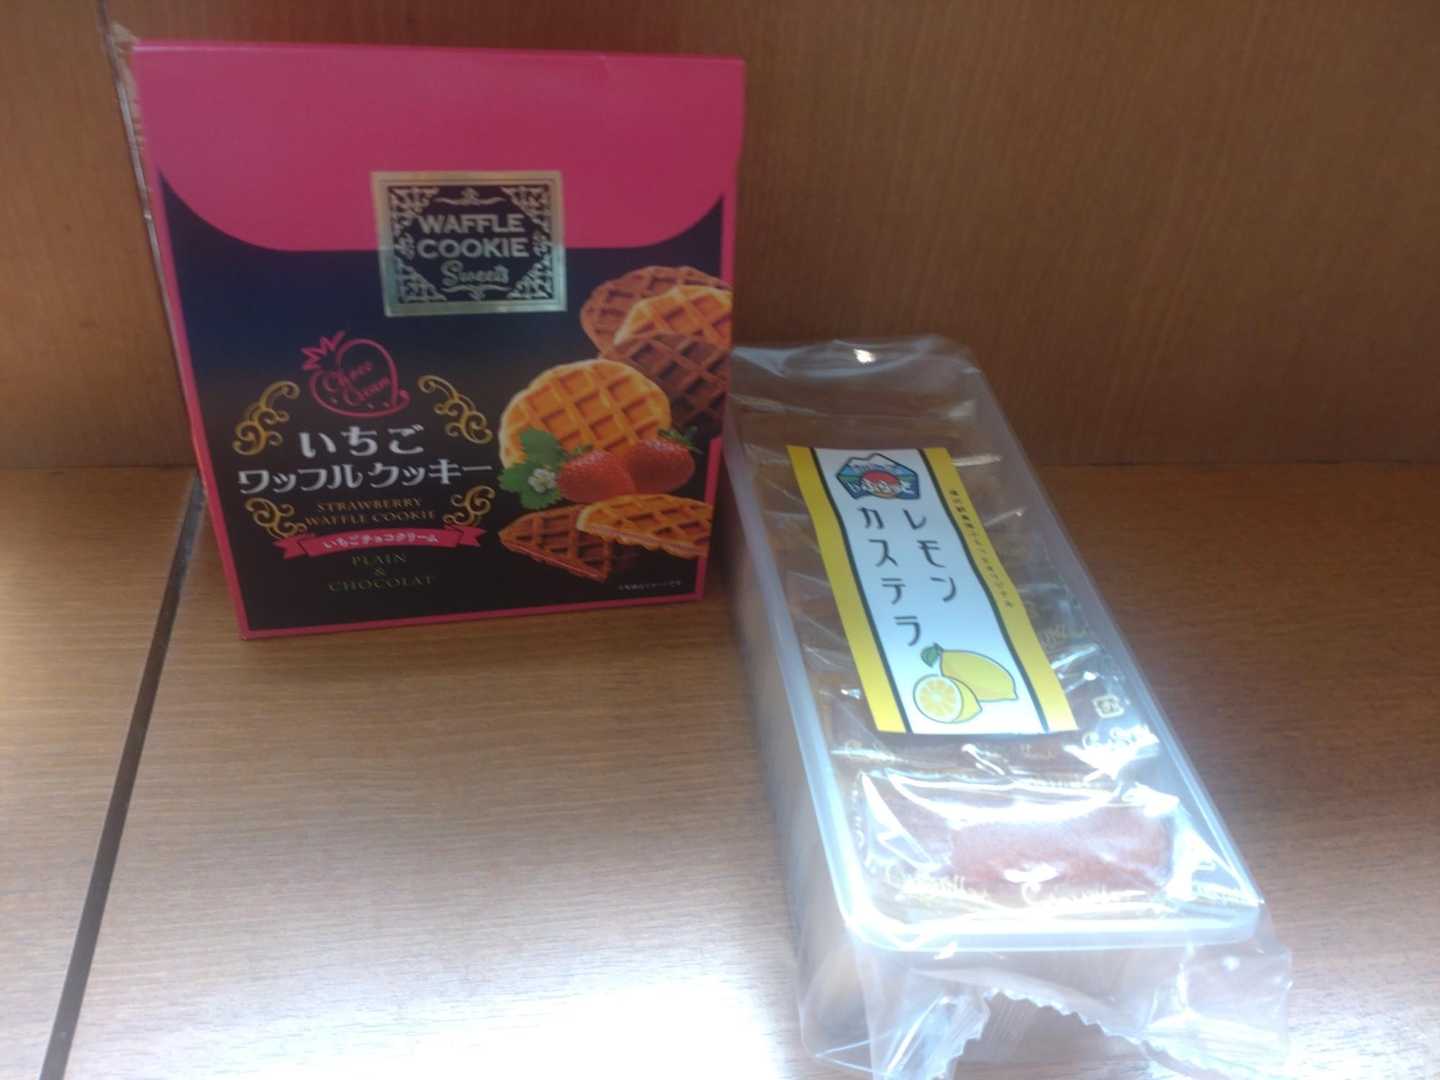 WAFFLE
COOKIE
Sweets
Choco
Cream
いちご
ワッフルクッキー
STRAWBERRY
WAFFLE COOKIE
いちごチョコクリーム
PLAIN
&
CHOCOLAT
レモン
カステラ